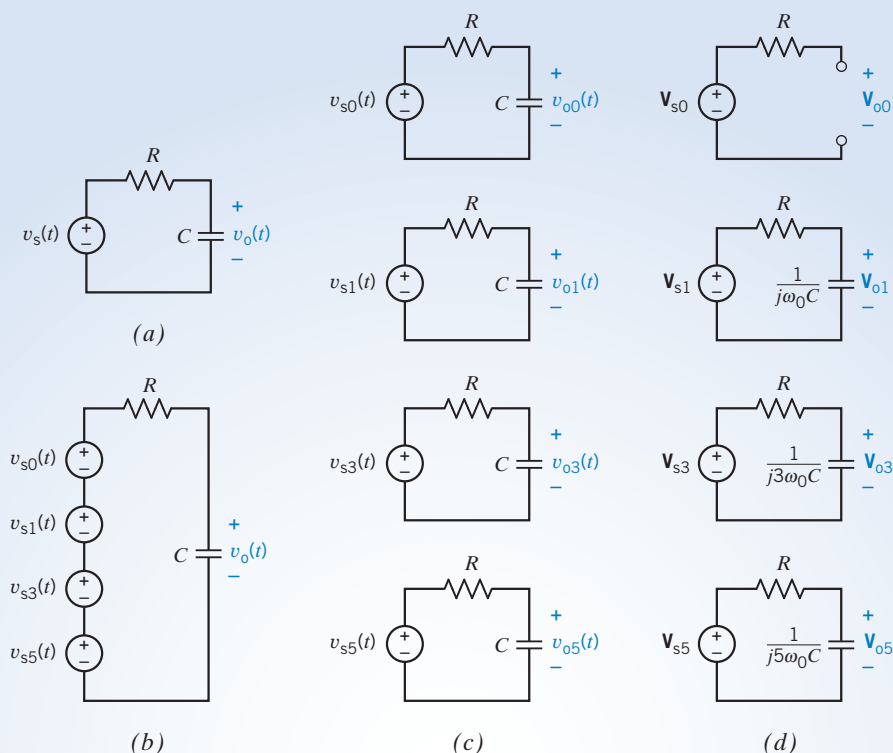 R
v_s(t)
C
+
v_o(t)
−
(a)
R
v_s0(t)
v_s1(t)
v_s3(t)
v_s5(t)
C
+
v_o(t)
−
(b)
R
v_s0(t)
C
+
v_o0(t)
−
R
v_s1(t)
C
+
v_o1(t)
−
R
v_s3(t)
C
+
v_o3(t)
−
R
v_s5(t)
C
+
v_o5(t)
−
(c)
R
V_s0
+
V_o0
−
R
V_s1
1
jω_0C
+
V_o1
−
R
V_s3
1
j3ω_0C
+
V_o3
−
R
V_s5
1
j5ω_0C
+
V_o5
−
(d)